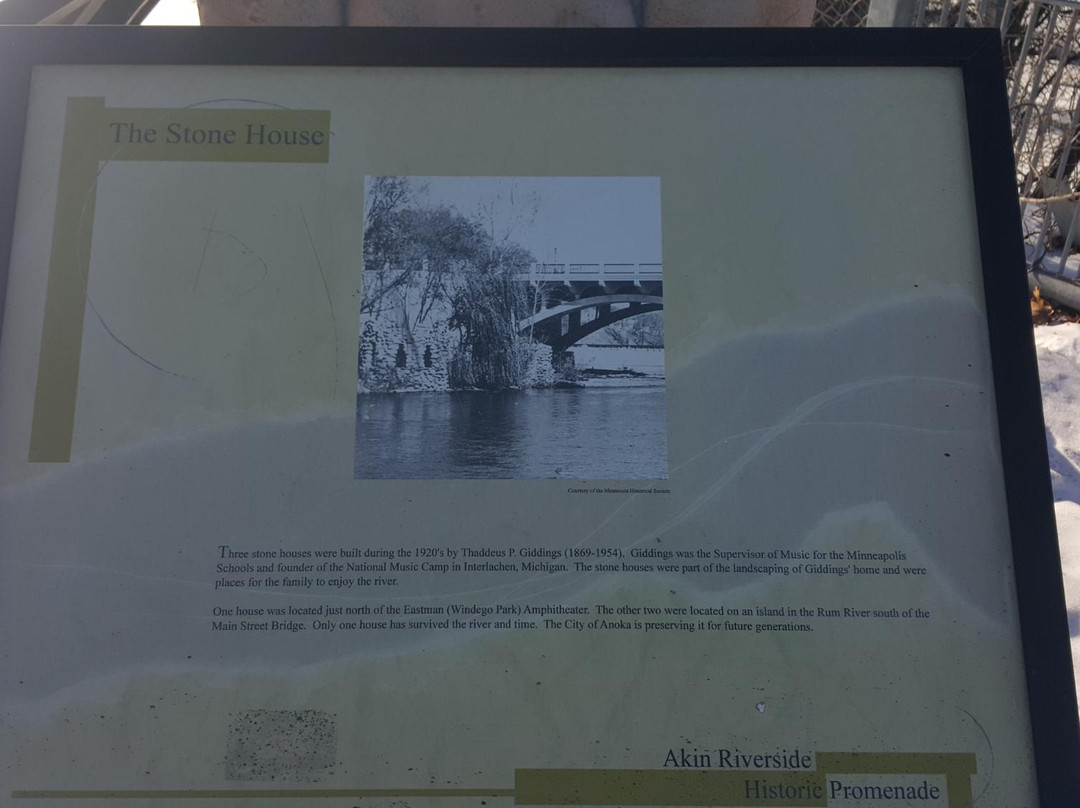 The Stone House
Courtesy of the Minnesota Historical Society
Three stone houses were built during the 1920's by Thaddeus P. Giddings (1869-1954). Giddings was the Supervisor of Music for the Minneapolis
Schools and founder of the National Music Camp in Interlachen, Michigan. The stone houses were part of the landscaping of Giddings' home and were
places for the family to enjoy the river.
One house was located just north of the Eastman (Windego Park) Amphitheater. The other two were located on an island in the Rum River south of the
Main Street Bridge. Only one house has survived the river and time. The City of Anoka is preserving it for future generations.
Akin Riverside
Historic Promenade